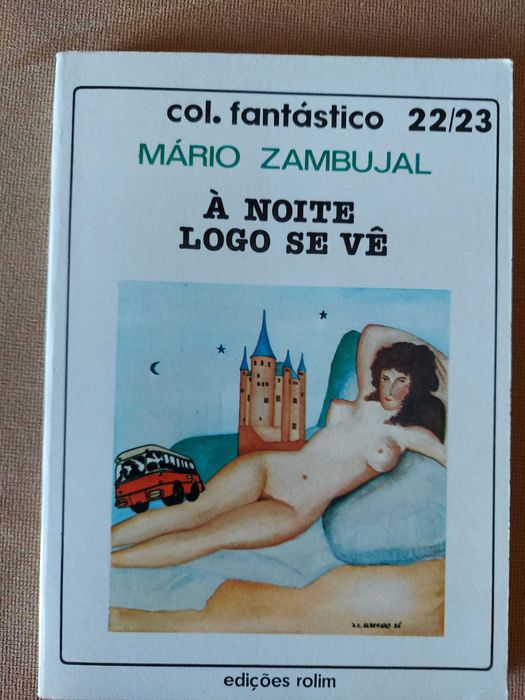 col. fantástico 22/23
MÁRIO ZAMBUJAL
À NOITE
LOGO SE VÊ
edições rolim